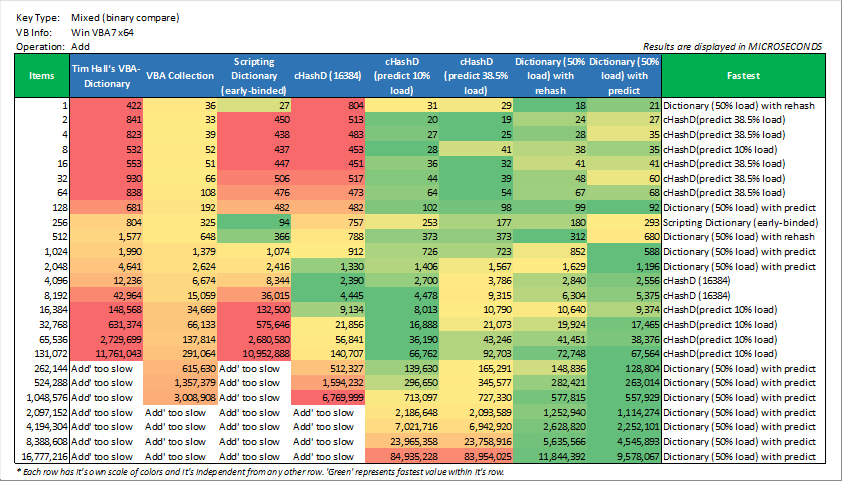 Key Type: Mixed (binary compare)
VB Info: Win VBA7 x64
Operation: Add
Results are displayed in MICROSECONDS
Items Tim Hall's VBA-Dictionary VBA Collection Scripting Dictionary (early-binded) cHashD (16384) cHashD (predict 10% load) cHashD (predict 38.5% load) Dictionary (50% load) with rehash Dictionary (50% load) with predict Fastest
1 422 36 27 804 31 29 18 21 Dictionary (50% load) with rehash
2 841 33 450 513 20 19 24 27 cHashD(predict 38.5% load)
4 823 39 438 483 27 25 28 35 cHashD(predict 38.5% load)
8 532 52 437 453 28 41 38 35 cHashD(predict 10% load)
16 553 51 447 451 36 32 41 41 cHashD(predict 38.5% load)
32 930 66 506 517 44 39 48 60 cHashD(predict 38.5% load)
64 838 108 476 473 64 54 67 68 cHashD(predict 38.5% load)
128 681 192 482 482 102 98 99 92 Dictionary (50% load) with predict
256 804 325 94 757 253 177 180 293 Scripting Dictionary (early-binded)
512 1,577 648 366 788 373 373 312 680 Dictionary (50% load) with rehash
1,024 1,990 1,379 1,074 912 726 723 852 588 Dictionary (50% load) with predict
2,048 4,641 2,624 2,416 1,330 1,406 1,567 1,629 1,196 Dictionary (50% load) with predict
4,096 12,236 6,674 8,344 2,390 2,700 3,786 2,840 2,556 cHashD (16384)
8,192 42,964 15,059 36,015 4,445 4,478 9,315 6,304 5,375 cHashD (16384)
16,384 148,568 34,669 132,500 9,134 8,013 10,790 10,640 9,374 cHashD(predict 10% load)
32,768 631,374 66,133 575,646 21,856 16,888 21,073 19,924 17,465 cHashD(predict 10% load)
65,536 2,729,699 137,814 2,680,580 56,841 36,190 43,246 41,451 38,376 cHashD(predict 10% load)
131,072 11,761,043 291,064 10,952,888 140,707 66,762 92,703 72,748 67,564 cHashD(predict 10% load)
262,144 Add' too slow 615,630 Add' too slow 512,327 139,630 165,291 148,836 128,804 Dictionary (50% load) with predict
524,288 Add' too slow 1,357,379 Add' too slow 1,594,232 296,650 345,577 282,421 263,014 Dictionary (50% load) with predict
1,048,576 Add' too slow 3,008,908 Add' too slow 6,769,999 713,097 727,330 577,815 557,929 Dictionary (50% load) with predict
2,097,152 Add' too slow Add' too slow Add' too slow Add' too slow 2,186,648 2,093,589 1,252,940 1,114,274 Dictionary (50% load) with predict
4,194,304 Add' too slow Add' too slow Add' too slow Add' too slow 7,021,716 6,942,920 2,628,820 2,252,101 Dictionary (50% load) with predict
8,388,608 Add' too slow Add' too slow Add' too slow Add' too slow 23,965,358 23,758,916 5,635,566 4,545,893 Dictionary (50% load) with predict
16,777,216 Add' too slow Add' too slow Add' too slow Add' too slow 84,935,228 83,954,025 11,844,392 9,578,067 Dictionary (50% load) with predict
* Each row has it's own scale of colors and it's independent from any other row. 'Green' represents fastest value within it's row.